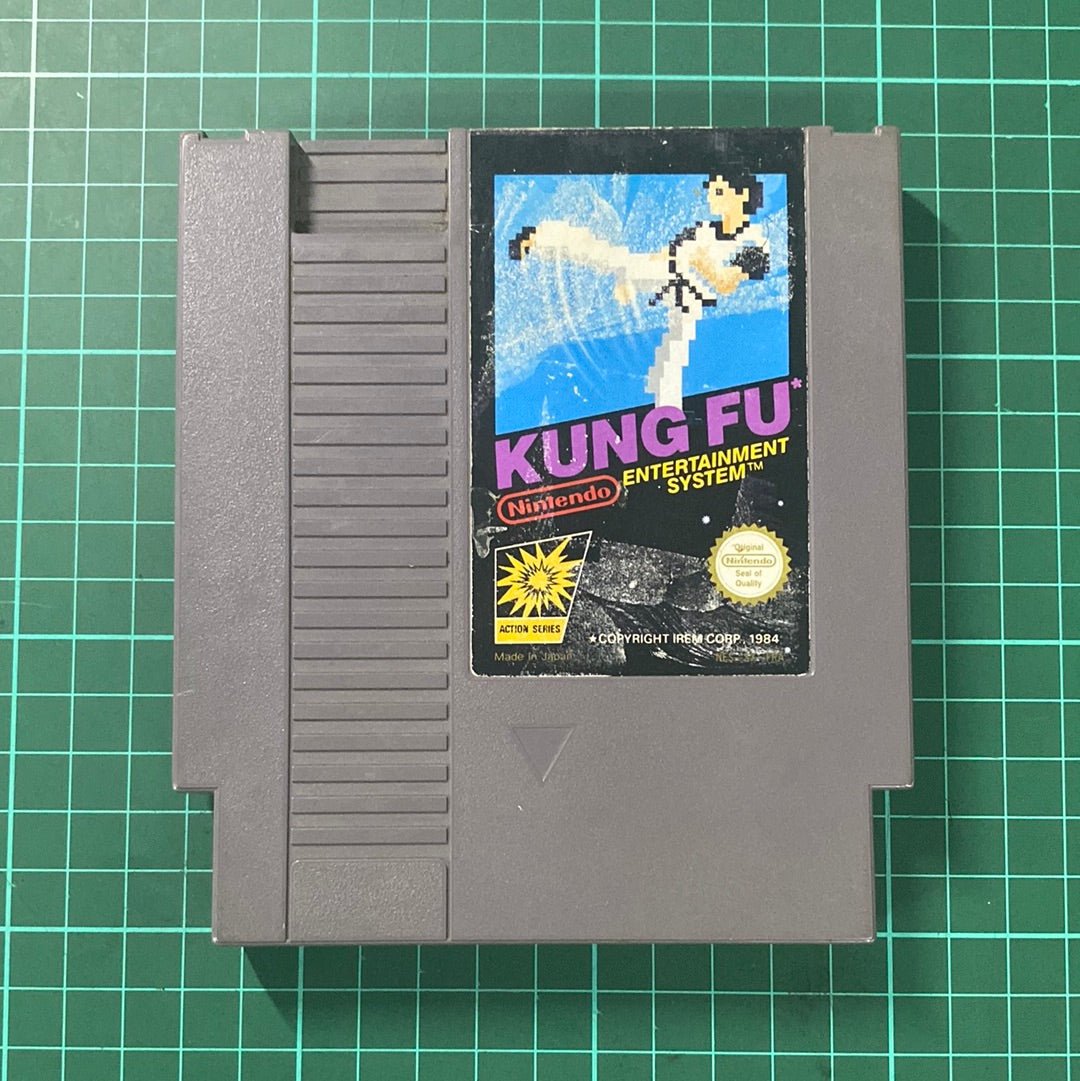 KUNG FU*
Nintendo
ENTERTAINMENT
SYSTEM™
Original
Nintendo
Seal of
Quality
ACTION SERIES
★COPYRIGHT IREM CORP. 1984
Made in Japan